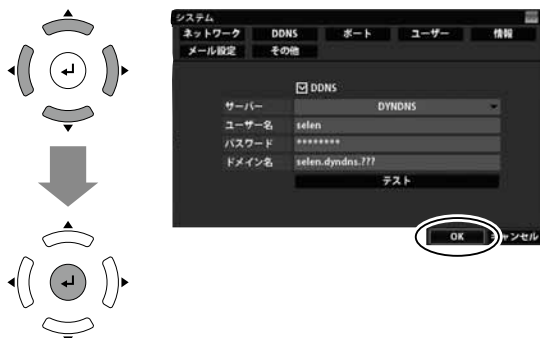 システム
ネットワーク DDNS ポート ユーザー 情報
メール設定 その他
DDNS
サーバー DYNDNS
ユーザー名 selen
パスワード ********
ドメイン名 selen.dyndns.???
テスト
OK キャンセル